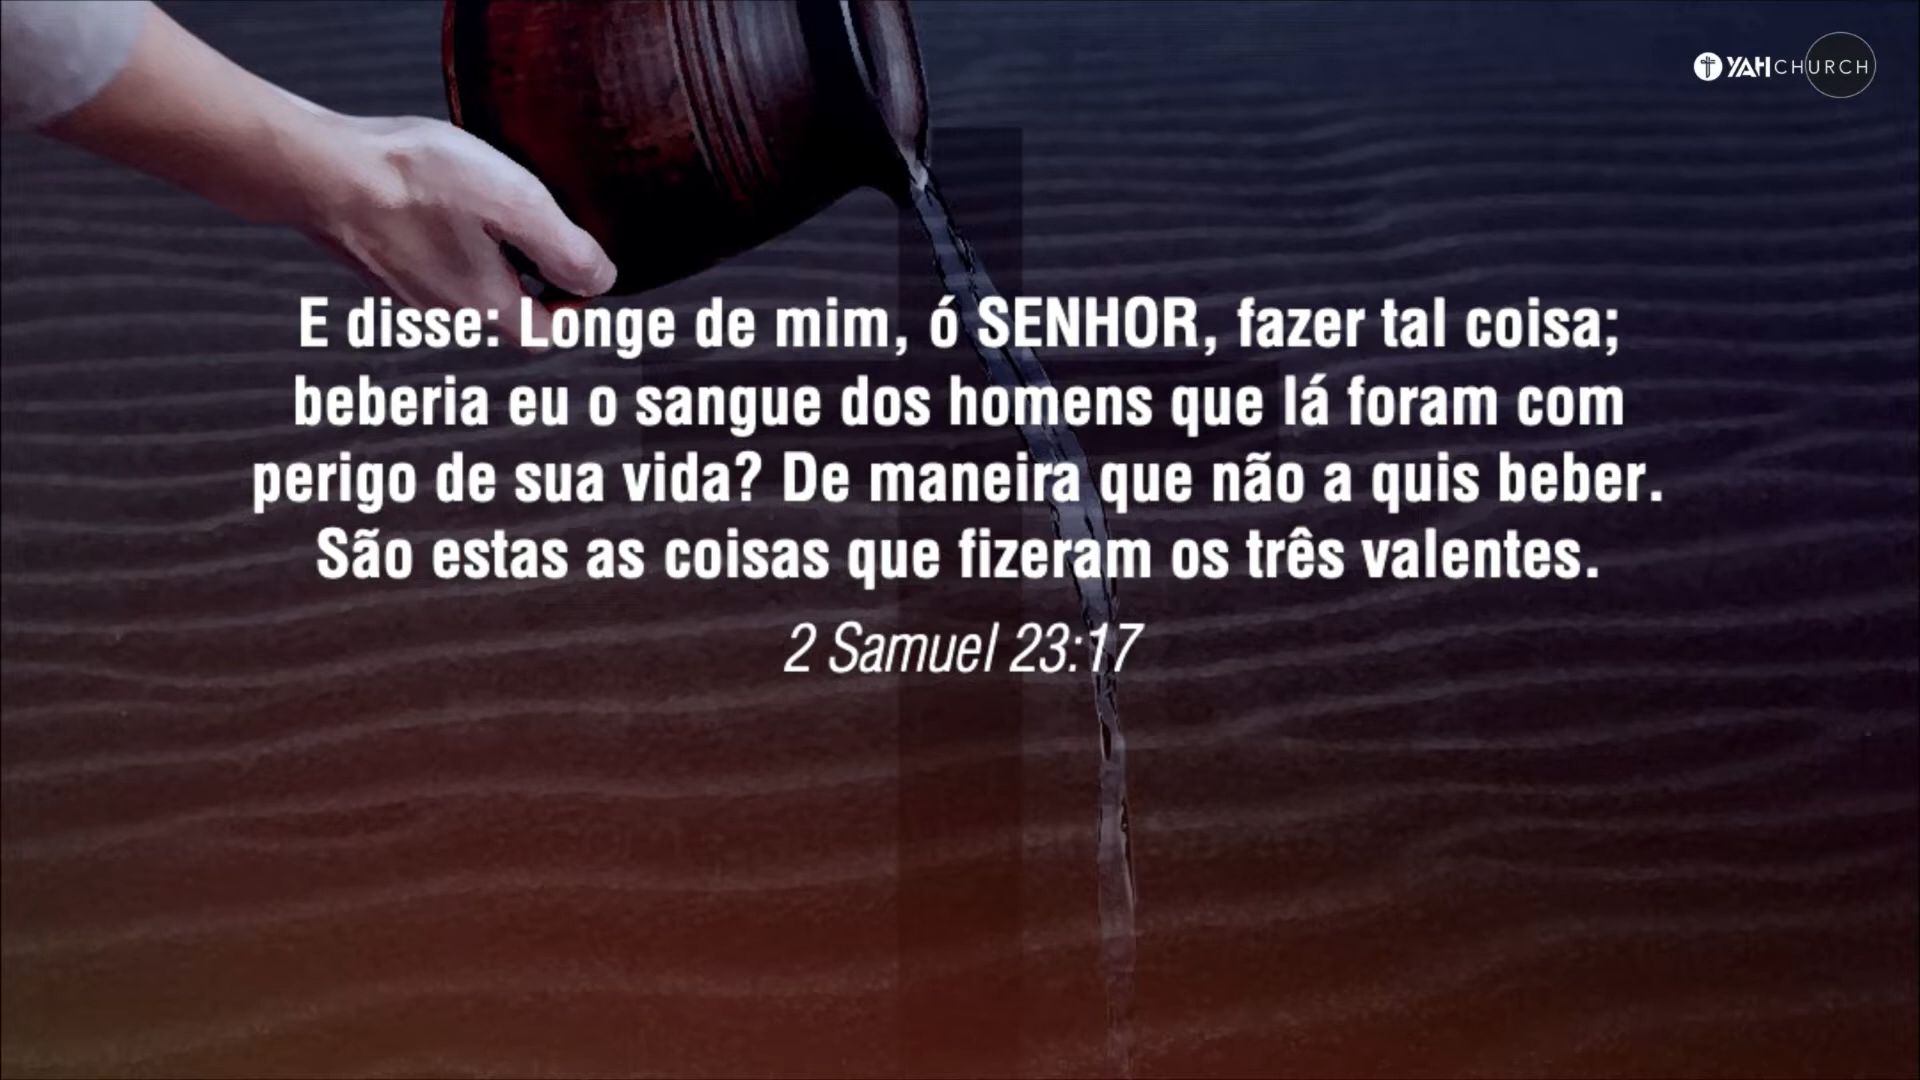 YAH CHURCH
E disse: Longe de mim, ó SENHOR, fazer tal coisa;
beberia eu o sangue dos homens que lá foram com
perigo de sua vida? De maneira que não a quis beber.
São estas as coisas que fizeram os três valentes.
2 Samuel 23:17